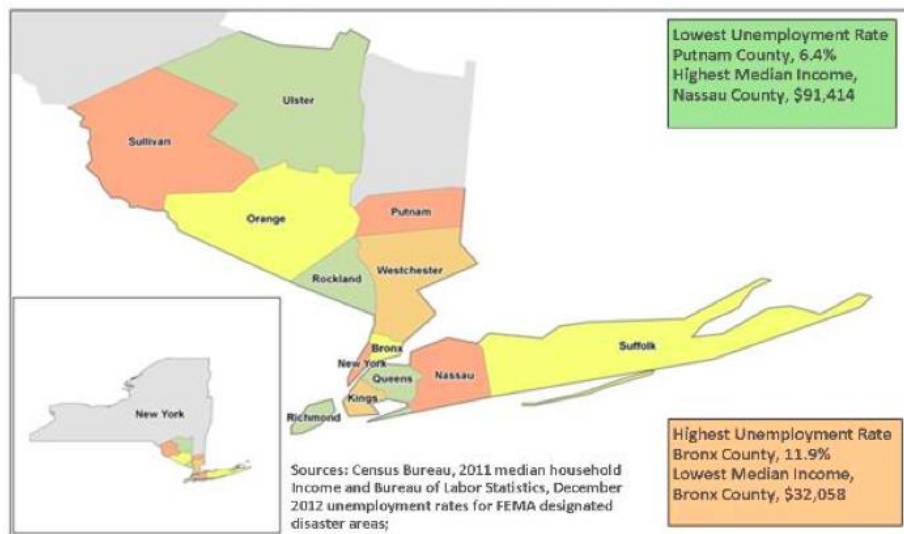 Lowest Unemployment Rate
Putnam County, 6.4%
Highest Median Income,
Nassau County, $91,414
Ulster
Sullivan
Putnam
Orange
Westchester
Rockland
Suffolk
Bronx
New York
Nassau
Queens
Kings
Richmond
New York
Sources: Census Bureau, 2011 median household
Income and Bureau of Labor Statistics, December
2012 unemployment rates for FEMA designated
disaster areas;
Highest Unemployment Rate
Bronx County, 11.9%
Lowest Median Income,
Bronx County, $32,058